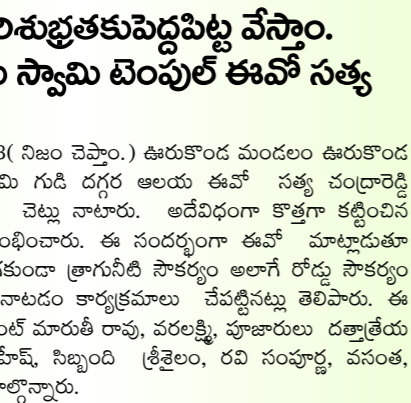 రిశుభ్రతకుపెద్దపిట్ట వేస్తాం.
స్వామి టెంపుల్ ఈవో సత్య
3( నిజం చెప్తాం.) ఊరుకొండ మండలం ఊరుకొండ
మి గుడి దగ్గర ఆలయ ఈవో సత్య చంద్రారెడ్డి
చెట్లు నాటారు. అదేవిధంగా కొత్తగా కట్టించిన
ంభించారు. ఈ సందర్భంగా ఈవో మాట్లాడుతూ
కుండా త్రాగునీటి సౌకర్యం అలాగే రోడ్డు సౌకర్యం
నాటడం కార్యక్రమాలు చేపట్టినట్లు తెలిపారు. ఈ
ంట్ మారుతీ రావు, వరలక్ష్మి, పూజారులు దత్తాత్రేయ
హేష్, సిబ్బంది శ్రీశైలం, రవి సంపూర్ణ, వసంత,
ాల్గొన్నారు.